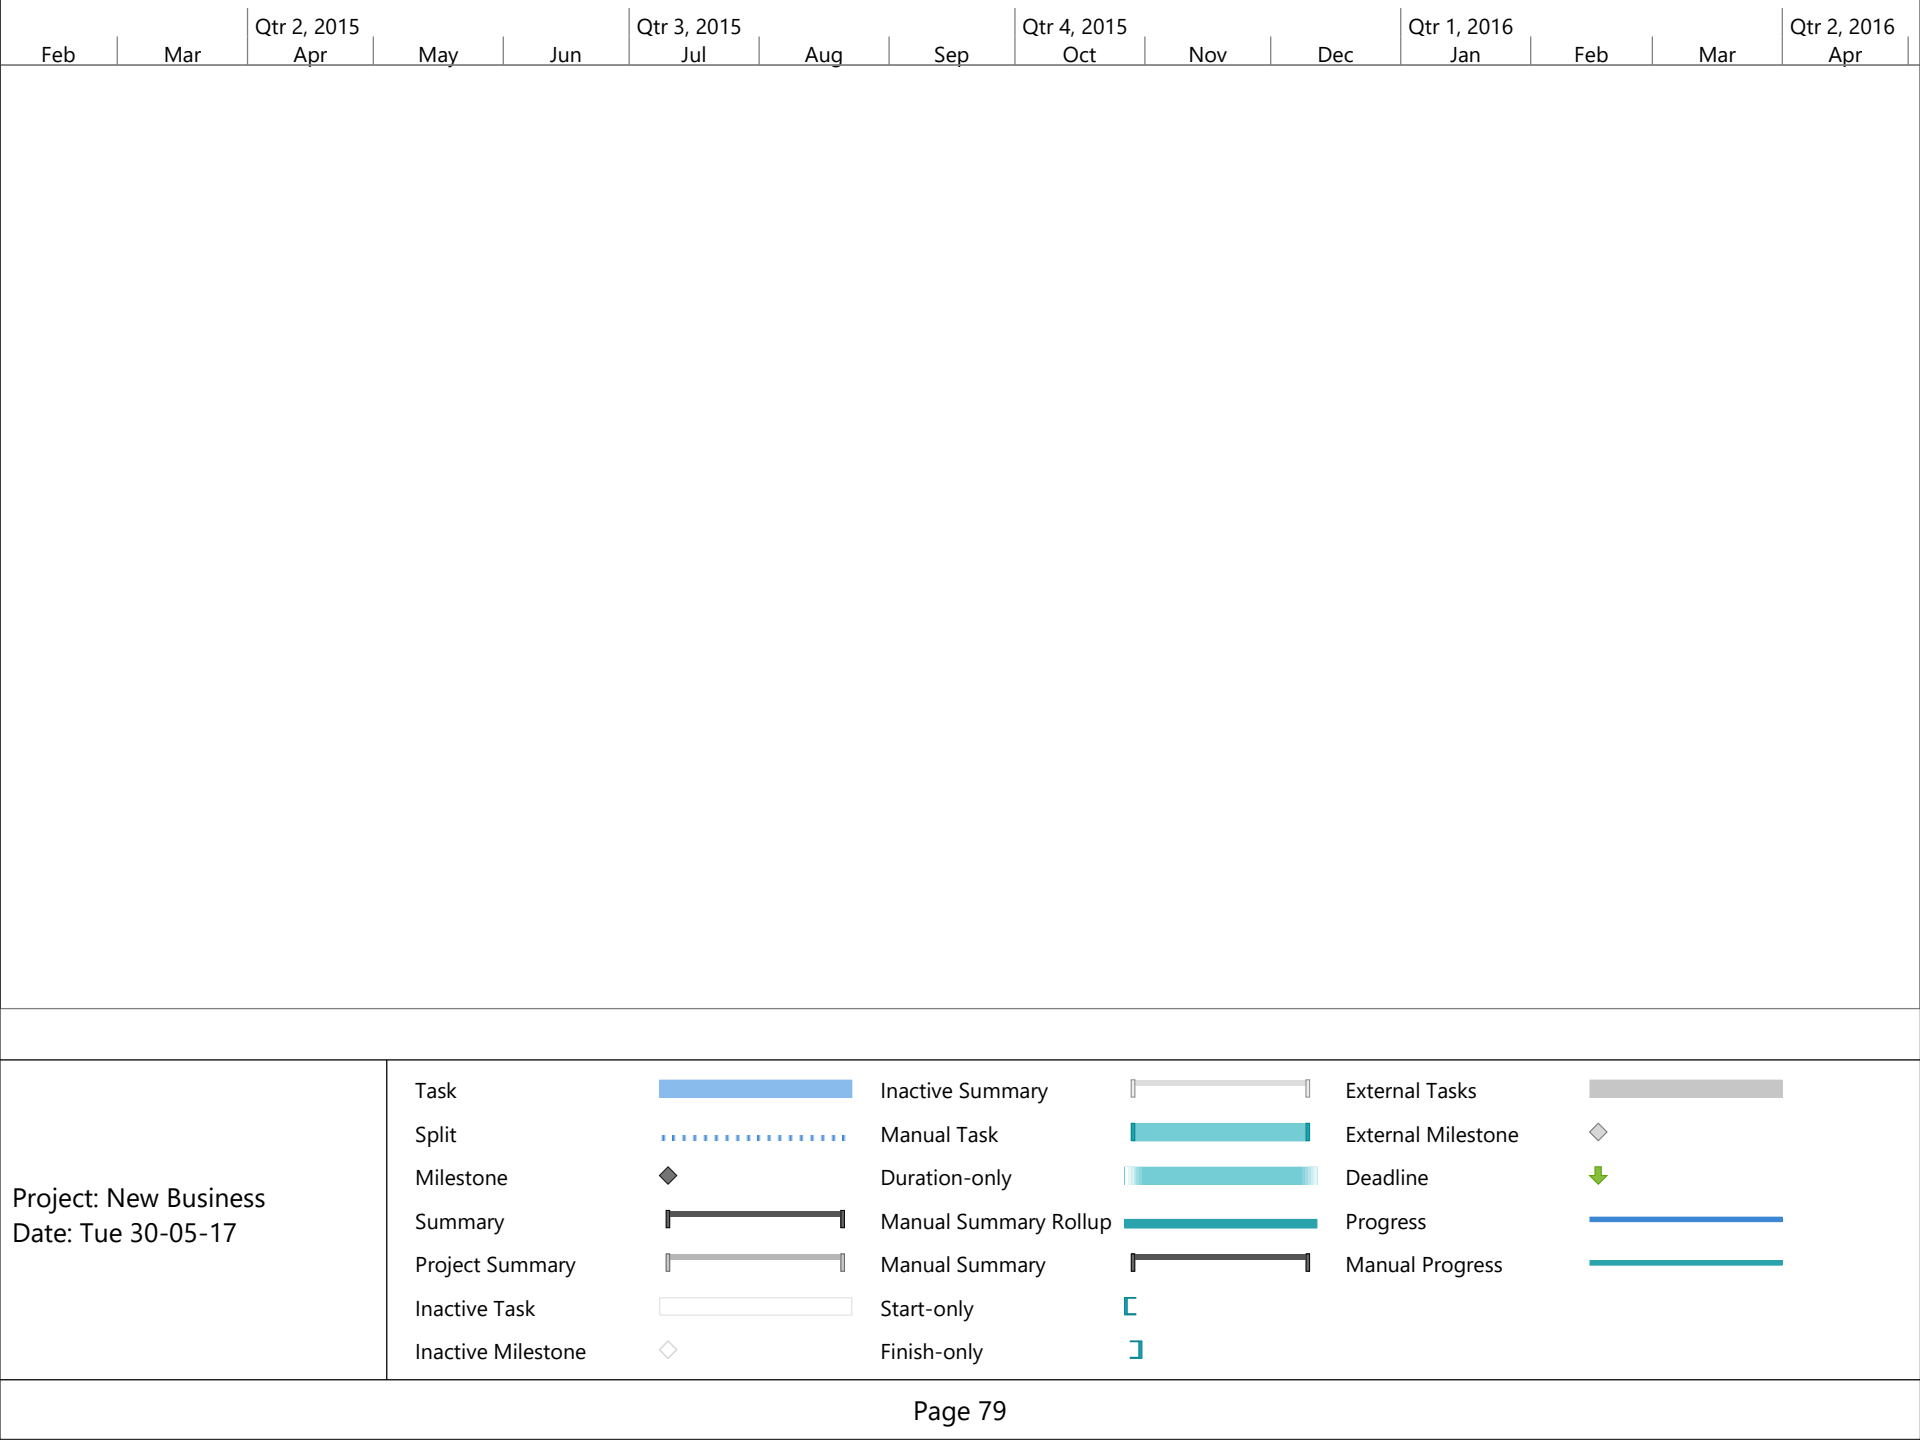 Qtr 2, 2015 Qtr 3, 2015 Qtr 4, 2015 Qtr 1, 2016 Qtr 2, 2016
Feb Mar Apr May Jun Jul Aug Sep Oct Nov Dec Jan Feb Mar Apr
Project: New Business
Date: Tue 30-05-17
Task
Split
Milestone
Summary
Project Summary
Inactive Task
Inactive Milestone
Inactive Summary
Manual Task
Duration-only
Manual Summary Rollup
Manual Summary
Start-only
Finish-only
External Tasks
External Milestone
Deadline
Progress
Manual Progress
Page 79